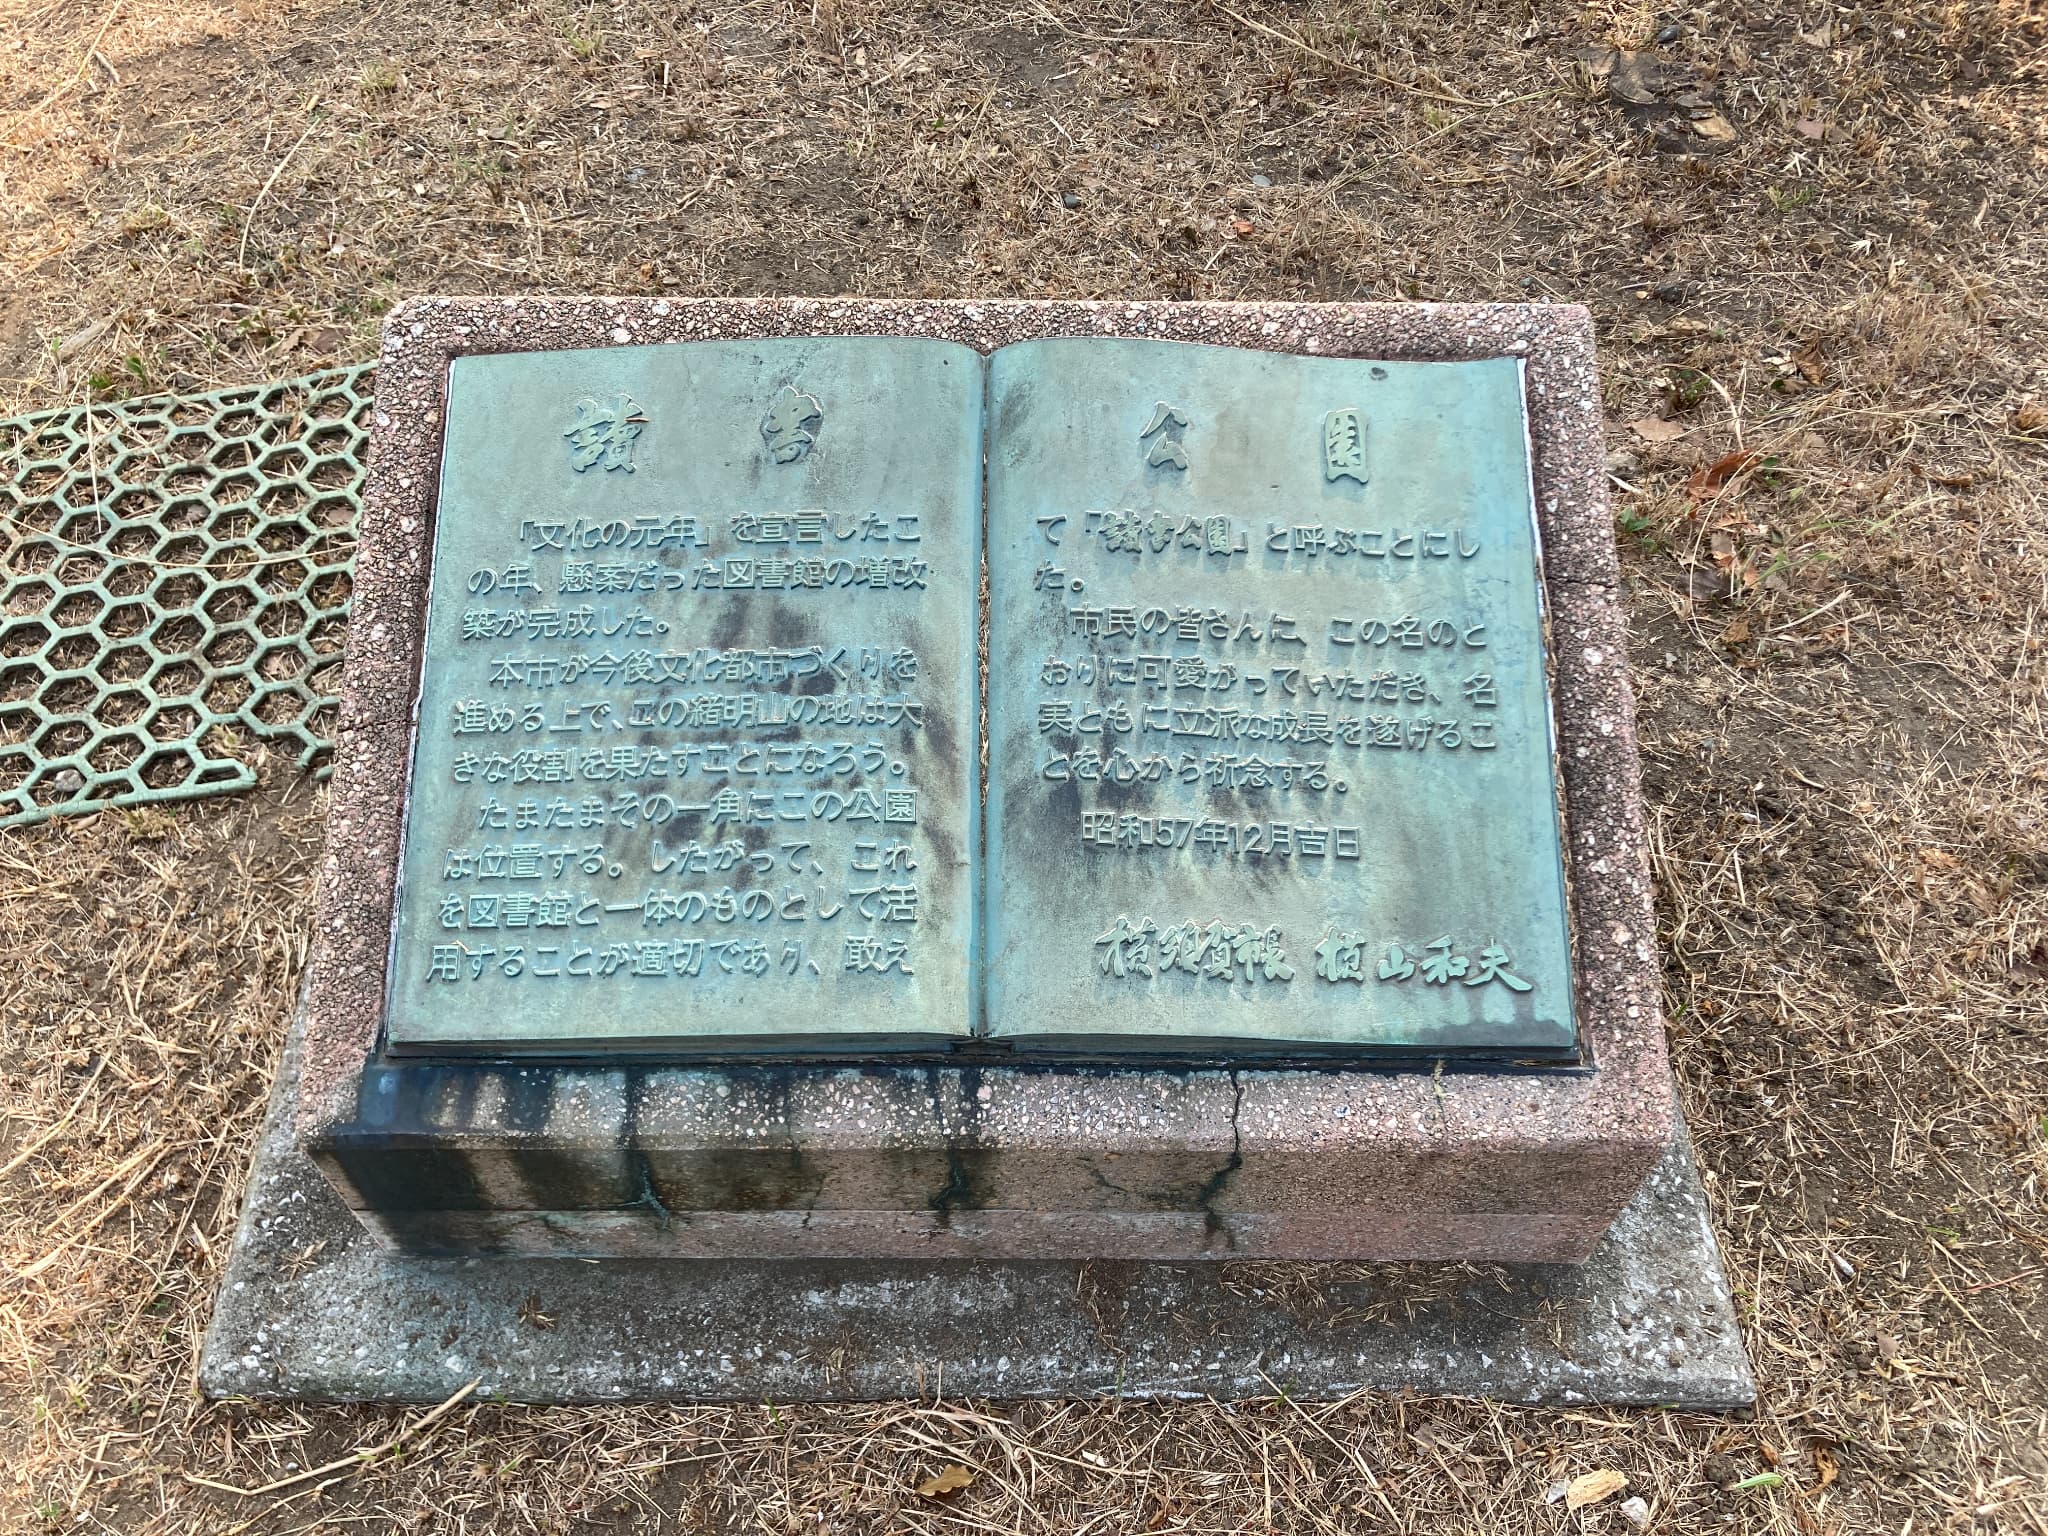 讀書
「文化の元年」を宣言したこ
の年、懸案だった図書館の増改
築が完成した。
本市が今後文化都市づくりを
進める上で、この緒明山の地は大
きな役割を果たすことになろう。
たまたまその一角にこの公園
は位置する。したがって、これ
を図書館と一体のものとして活
用することが適切であり、敢え
公園
て「讀書公園」と呼ぶことにし
た。
市民の皆さんに、この名のと
おりに可愛がっていただき、名
実ともに立派な成長を遂げるこ
とを心から祈念する。
昭和57年12月吉日
横須賀市長 横山和夫